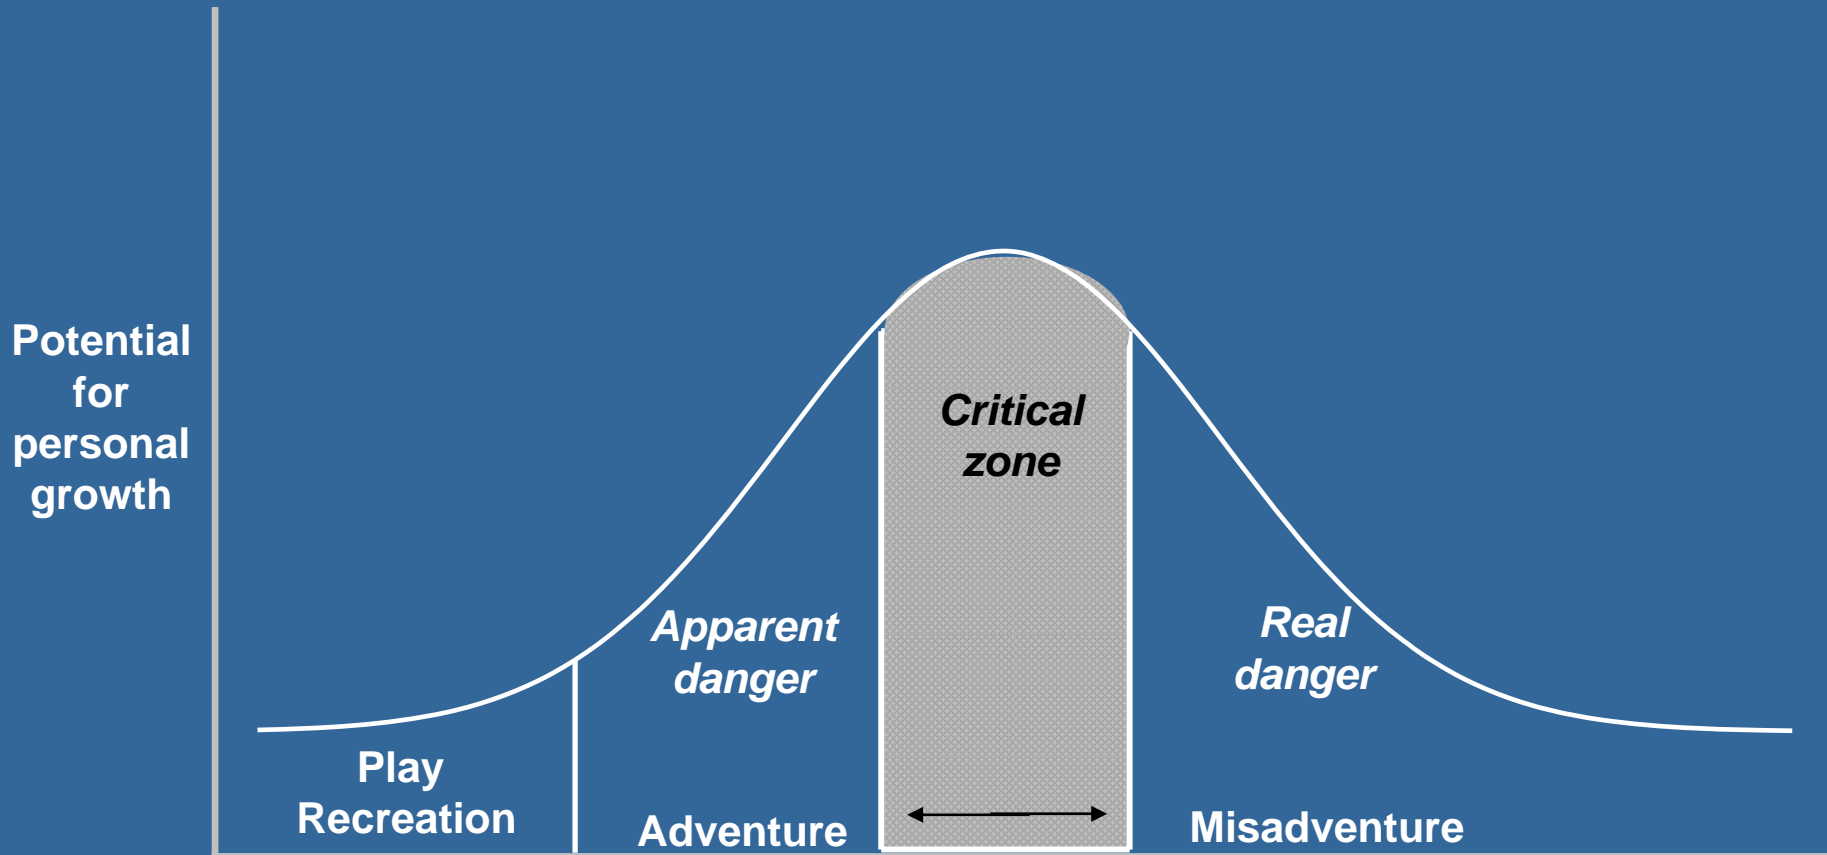 Potential
for
personal
growth
Critical
zone
Apparent
danger
Real
danger
Play
Recreation
Adventure
Misadventure